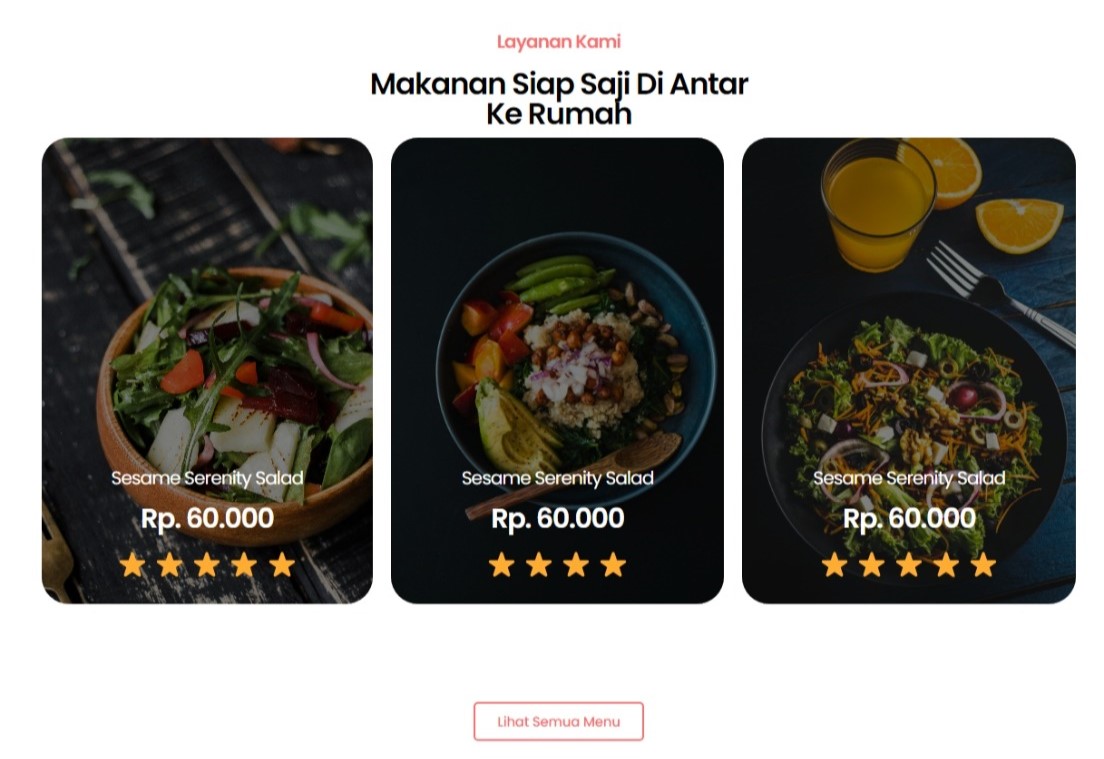 Layanan Kami
Makanan Siap Saji Di Antar
Ke Rumah
Sesame Serenity Salad
Rp. 60.000
Sesame Serenity Salad
Rp. 60.000
Sesame Serenity Salad
Rp. 60.000
Lihat Semua Menu